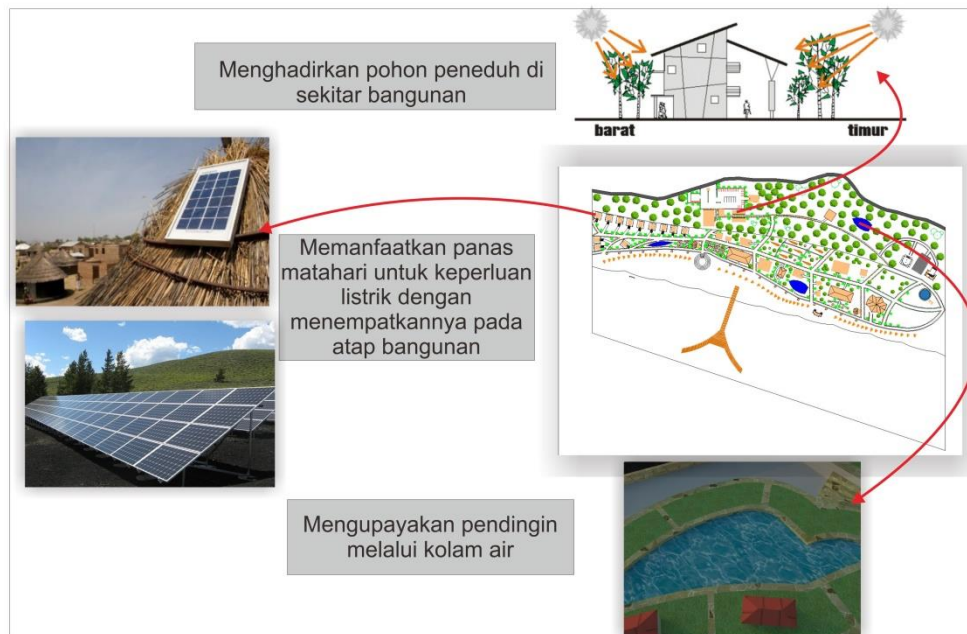 Menghadirkan pohon peneduh di
sekitar bangunan
barat
timur
Memanfaatkan panas
matahari untuk keperluan
listrik dengan
menempatkannya pada
atap bangunan
Mengupayakan pendingin
melalui kolam air